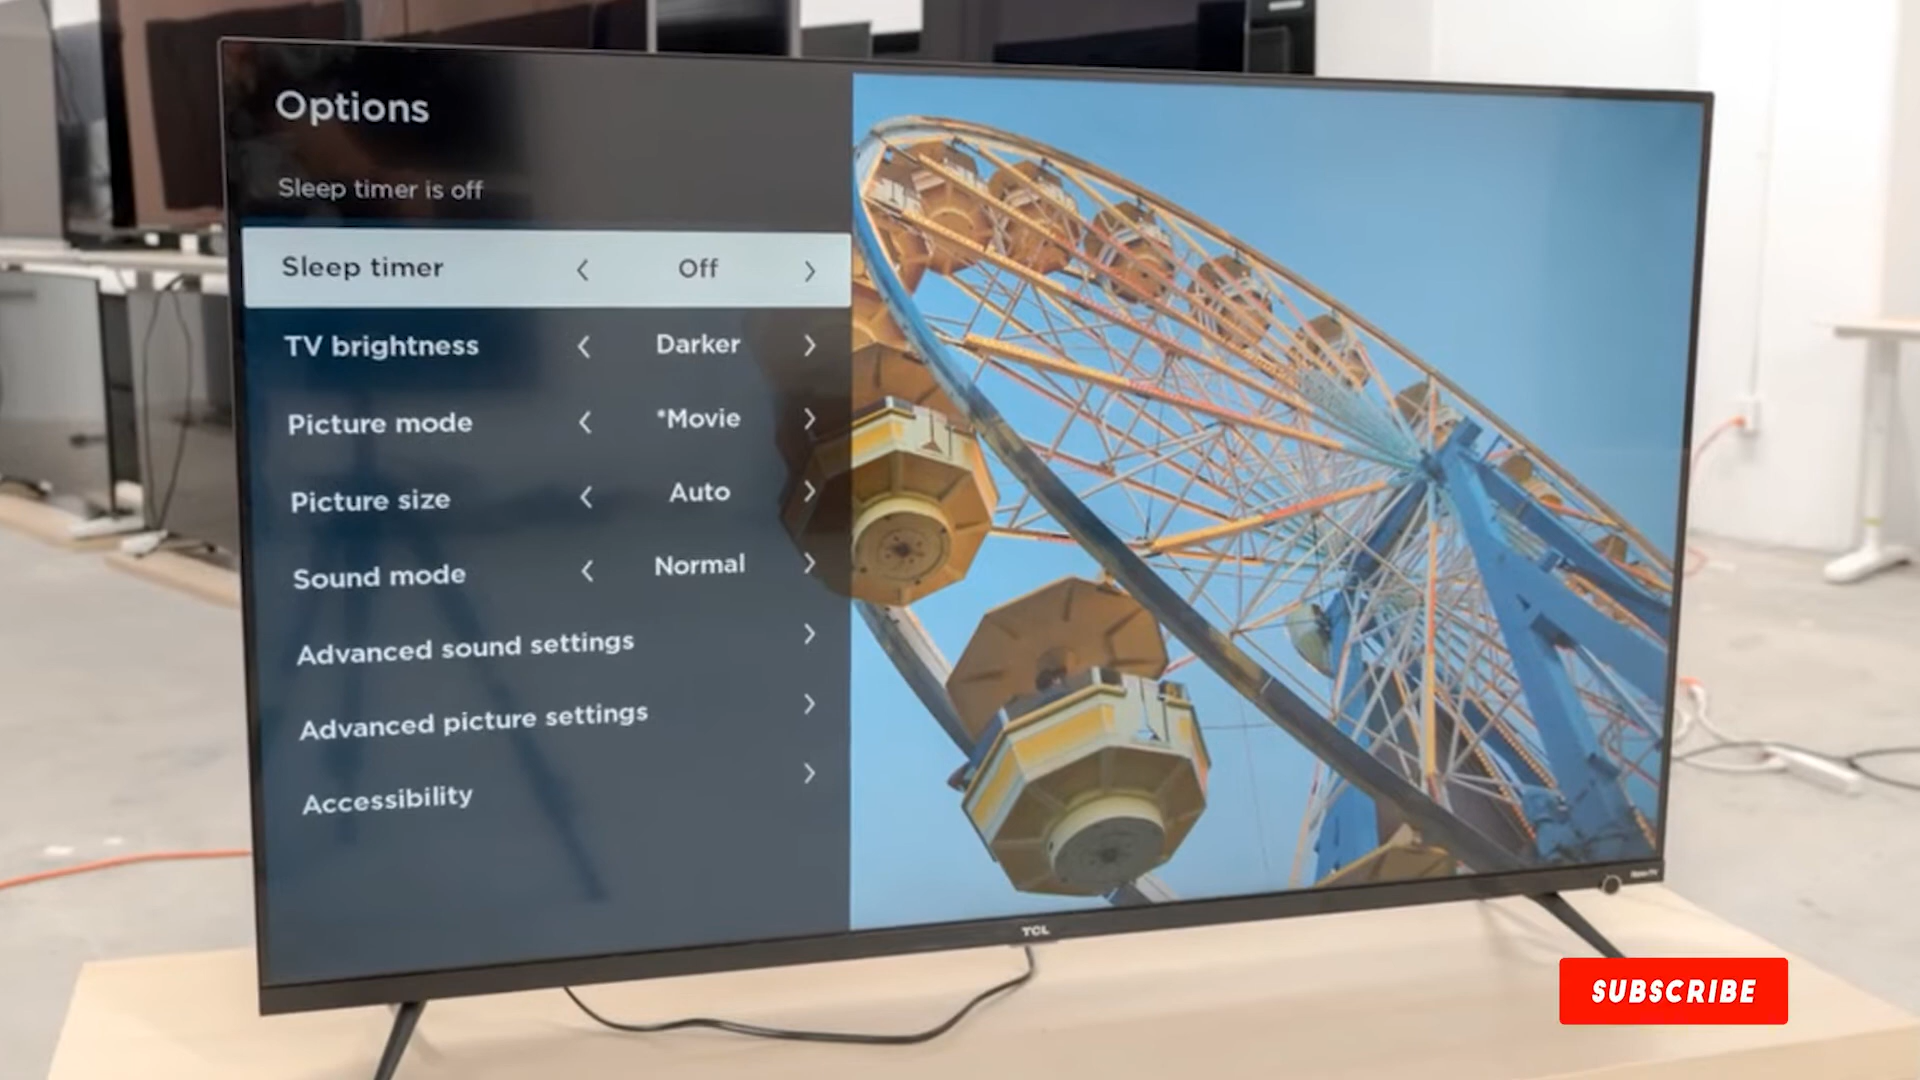 Options
Sleep timer is off
Sleep timer < Off >
TV brightness < Darker >
Picture mode < *Movie >
Picture size < Auto >
Sound mode < Normal >
Advanced sound settings >
Advanced picture settings >
Accessibility >
TCL
SUBSCRIBE